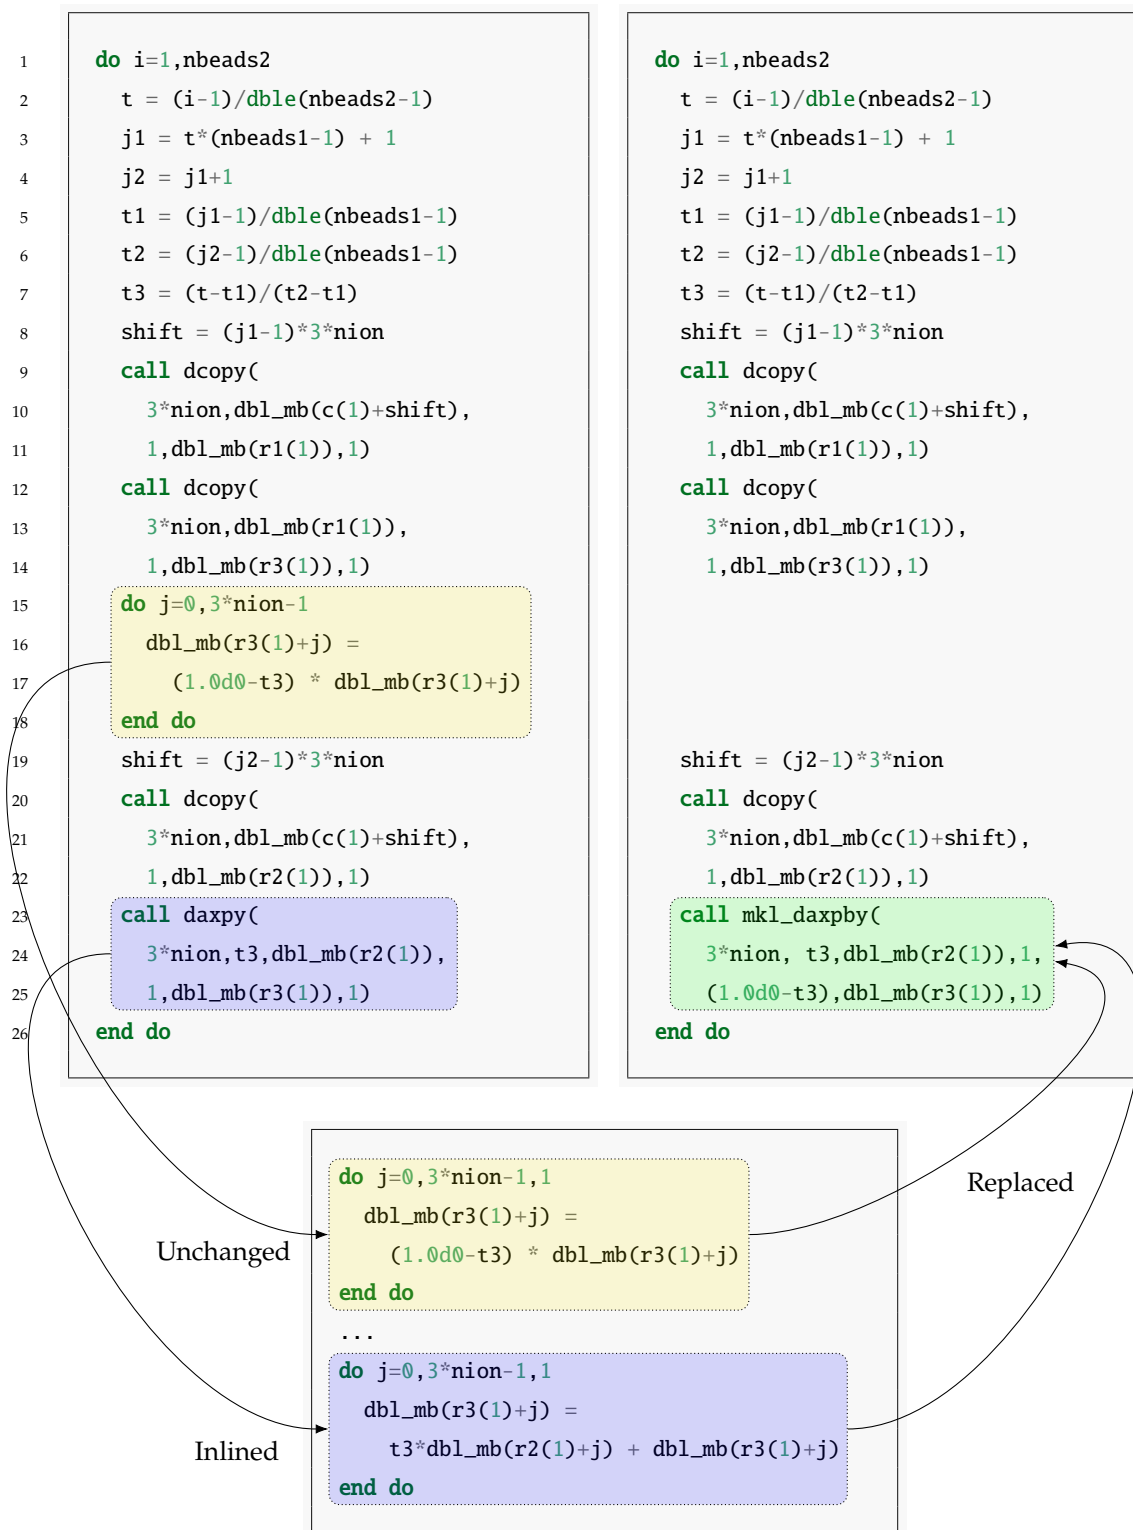 1 do i=1,nbeads2
2 t = (i-1)/dble(nbeads2-1)
3 j1 = t*(nbeads1-1) + 1
4 j2 = j1+1
5 t1 = (j1-1)/dble(nbeads1-1)
6 t2 = (j2-1)/dble(nbeads1-1)
7 t3 = (t-t1)/(t2-t1)
8 shift = (j1-1)*3*nion
9 call dcopy(
10 3*nion,dbl_mb(c(1)+shift),
11 1,dbl_mb(r1(1)),1)
12 call dcopy(
13 3*nion,dbl_mb(r1(1)),
14 1,dbl_mb(r3(1)),1)
15 do j=0,3*nion-1
16 dbl_mb(r3(1)+j) =
17 (1.0d0-t3) * dbl_mb(r3(1)+j)
18 end do
19 shift = (j2-1)*3*nion
20 call dcopy(
21 3*nion,dbl_mb(c(1)+shift),
22 1,dbl_mb(r2(1)),1)
23 call daxpy(
24 3*nion,t3,dbl_mb(r2(1)),
25 1,dbl_mb(r3(1)),1)
26 end do
do i=1,nbeads2
t = (i-1)/dble(nbeads2-1)
j1 = t*(nbeads1-1) + 1
j2 = j1+1
t1 = (j1-1)/dble(nbeads1-1)
t2 = (j2-1)/dble(nbeads1-1)
t3 = (t-t1)/(t2-t1)
shift = (j1-1)*3*nion
call dcopy(
3*nion,dbl_mb(c(1)+shift),
1,dbl_mb(r1(1)),1)
call dcopy(
3*nion,dbl_mb(r1(1)),
1,dbl_mb(r3(1)),1)
shift = (j2-1)*3*nion
call dcopy(
3*nion,dbl_mb(c(1)+shift),
1,dbl_mb(r2(1)),1)
call mkl_daxpby(
3*nion, t3,dbl_mb(r2(1)),1,
(1.0d0-t3),dbl_mb(r3(1)),1)
end do
do j=0,3*nion-1,1
dbl_mb(r3(1)+j) =
(1.0d0-t3) * dbl_mb(r3(1)+j)
end do
...
do j=0,3*nion-1,1
dbl_mb(r3(1)+j) =
t3*dbl_mb(r2(1)+j) + dbl_mb(r3(1)+j)
end do
Unchanged
Inlined
Replaced